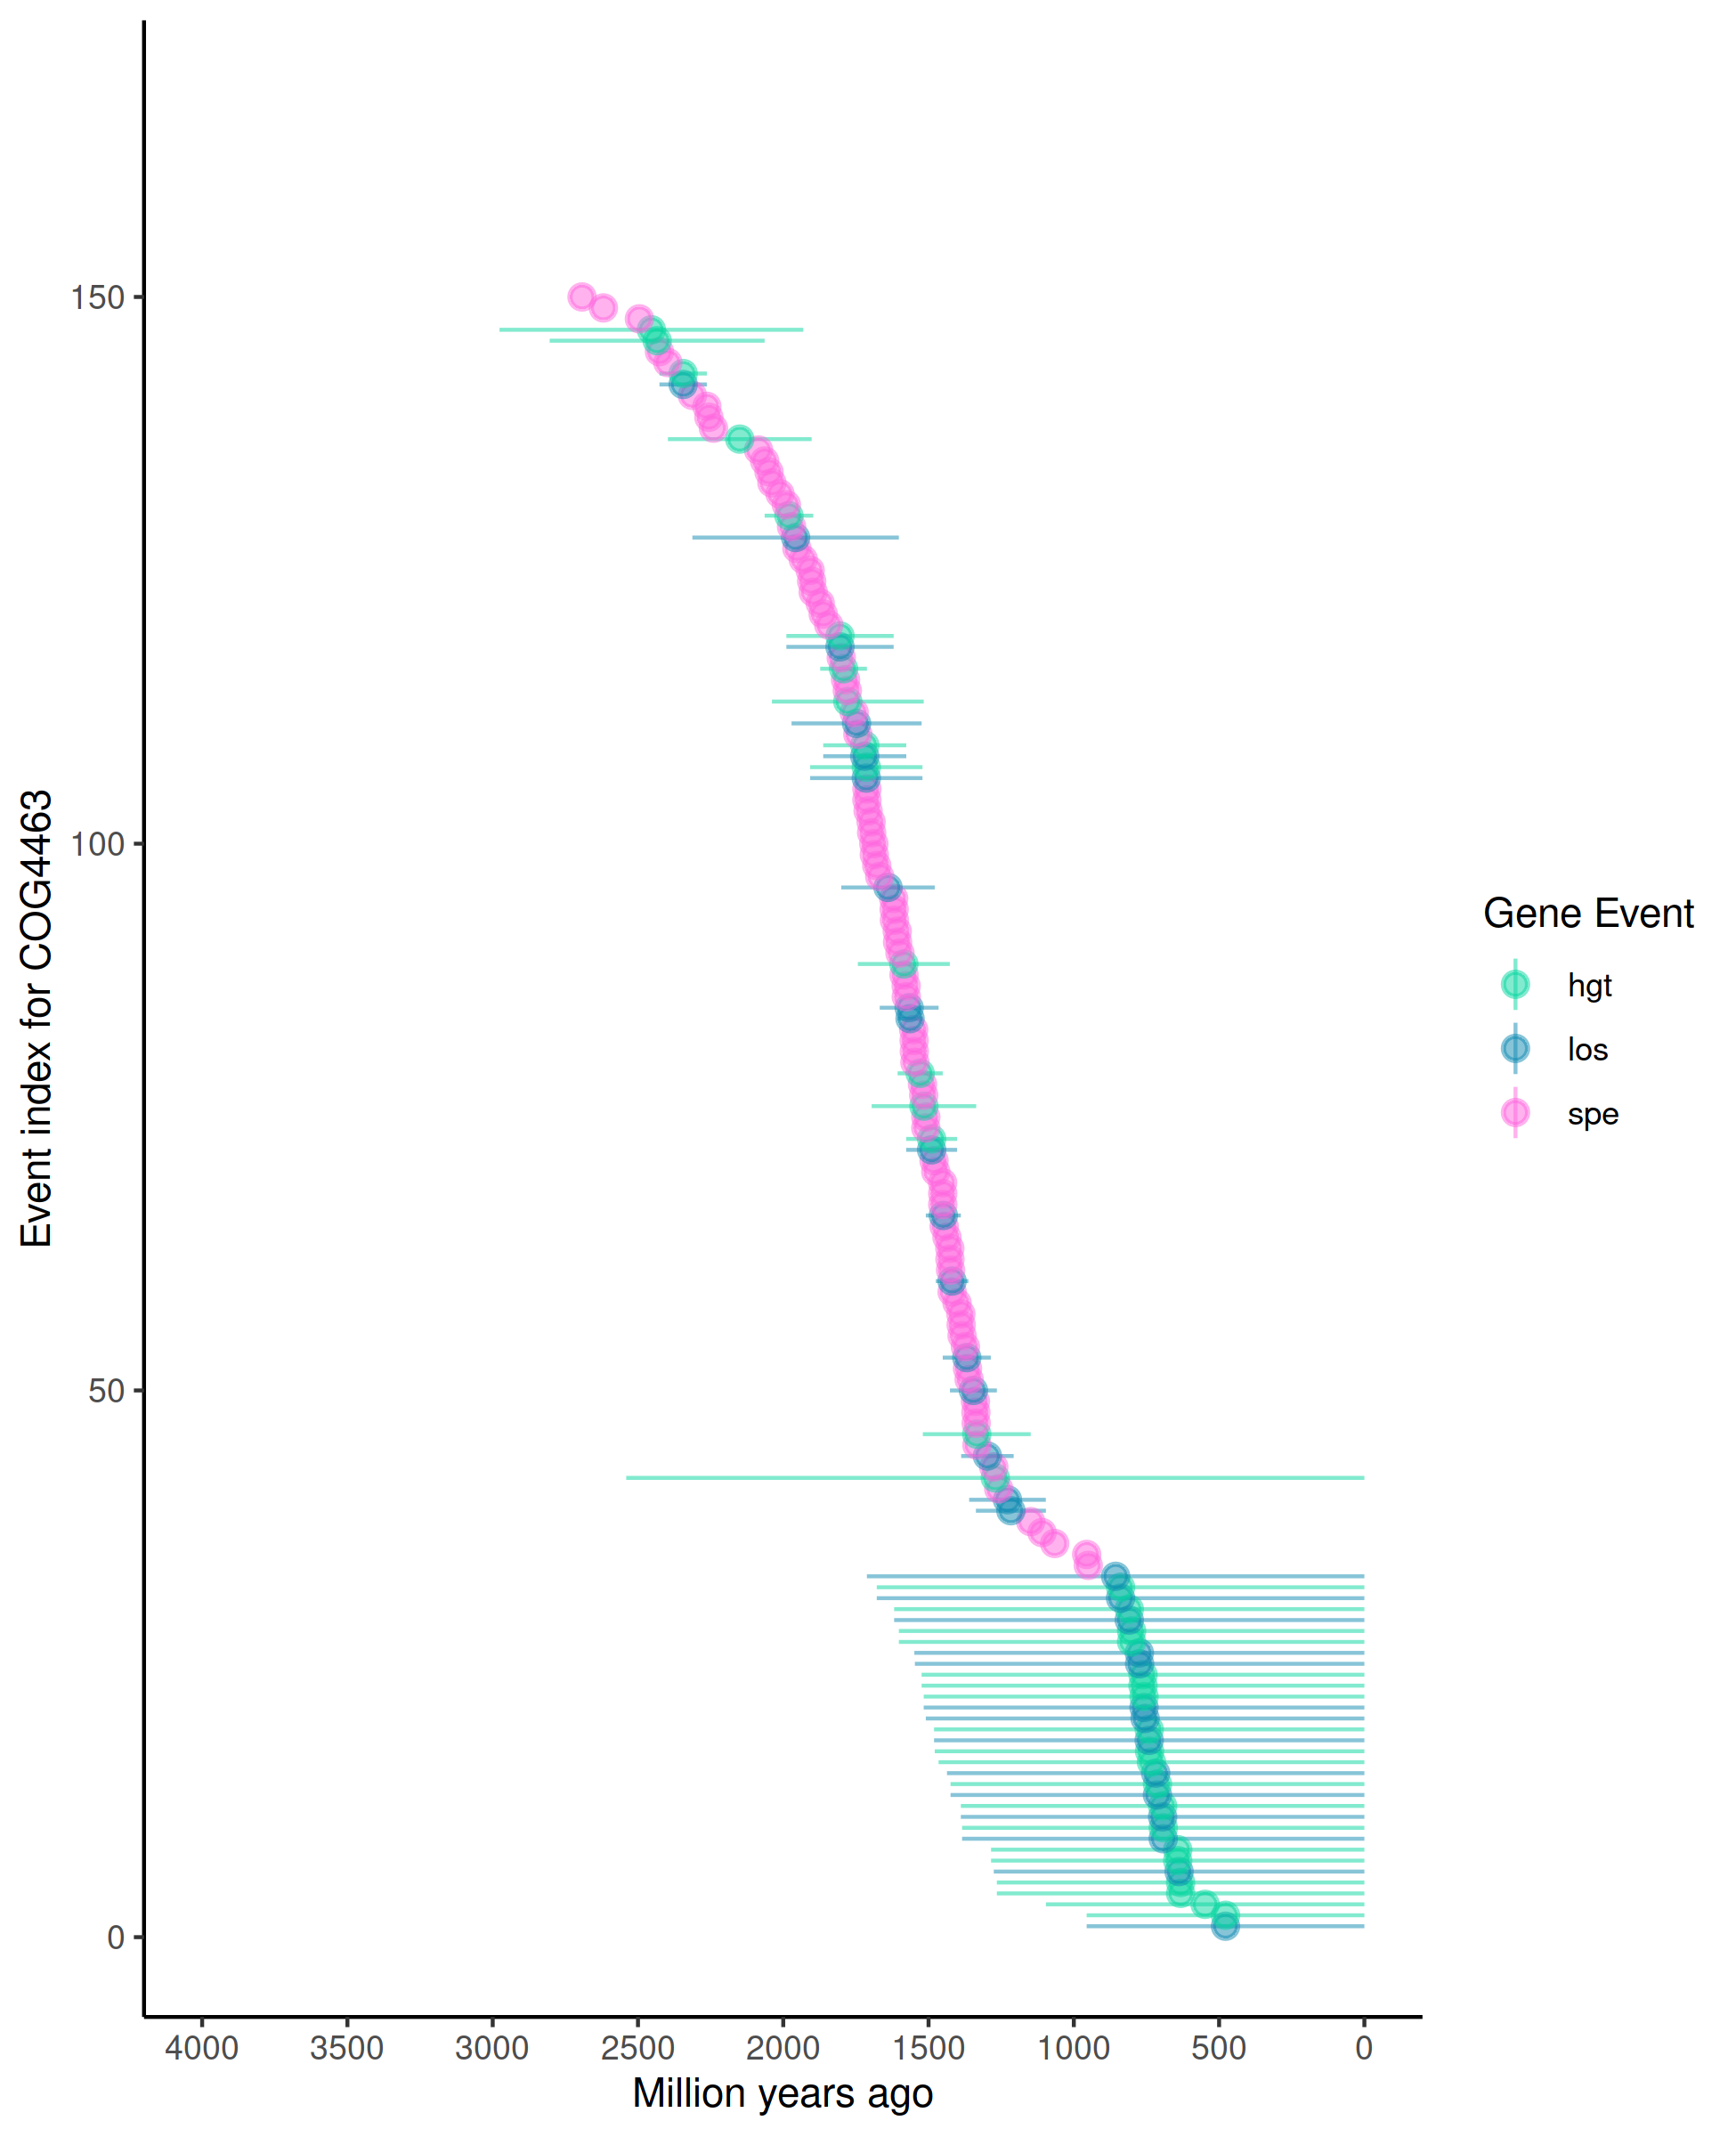 Event index for COG4463
150
100
50
0
4000 3500 3000 2500 2000 1500 1000 500 0
Million years ago
Gene Event
hgt
los
spe